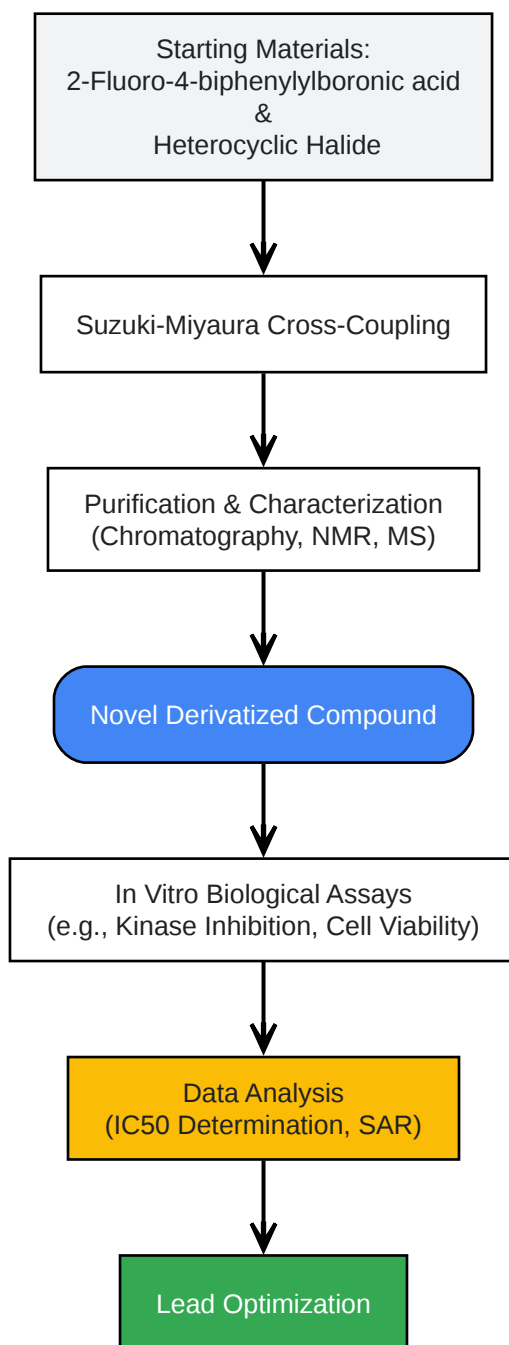 Starting Materials:
2-Fluoro-4-biphenylylboronic acid
&
Heterocyclic Halide
Suzuki-Miyaura Cross-Coupling
Purification & Characterization
(Chromatography, NMR, MS)
Novel Derivatized Compound
In Vitro Biological Assays
(e.g., Kinase Inhibition, Cell Viability)
Data Analysis
(IC50 Determination, SAR)
Lead Optimization